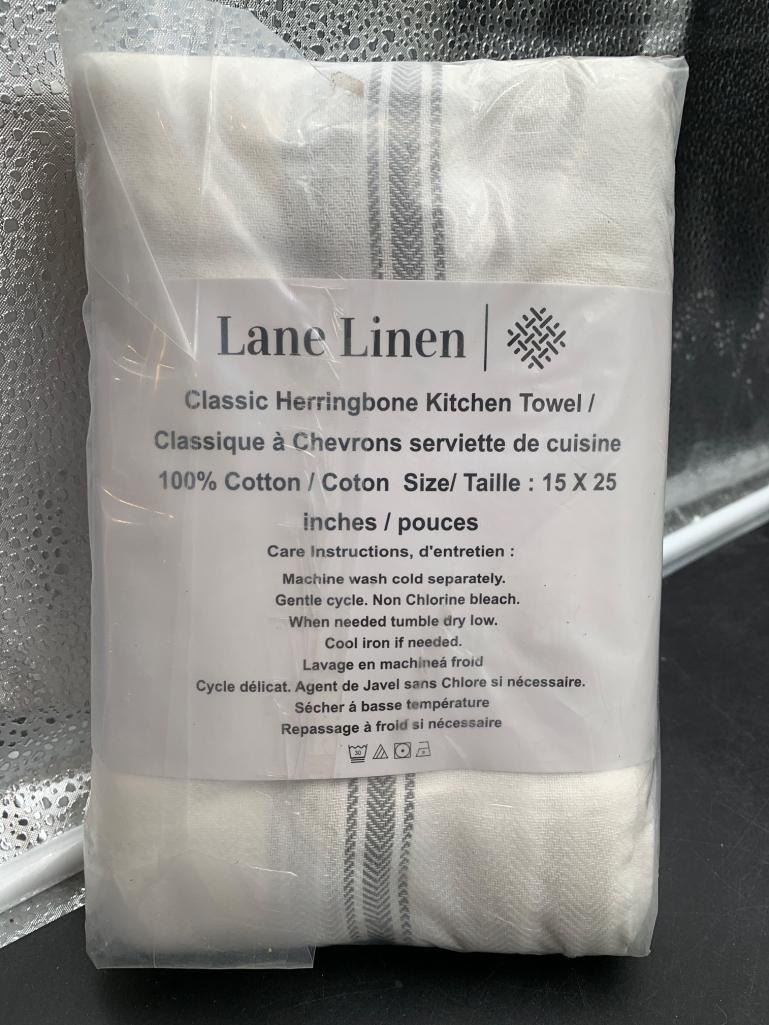 Lane Linen
Classic Herringbone Kitchen Towel /
Classique à Chevrons serviette de cuisine
100% Cotton / Coton Size/ Taille : 15 X 25
inches / pouces
Care Instructions, d'entretien :
Machine wash cold separately.
Gentle cycle. Non Chlorine bleach.
When needed tumble dry low.
Cool iron if needed.
Lavage en machineá froid
Cycle délicat. Agent de Javel sans Chlore si nécessaire.
Sécher á basse température
Repassage à froid si nécessaire
30